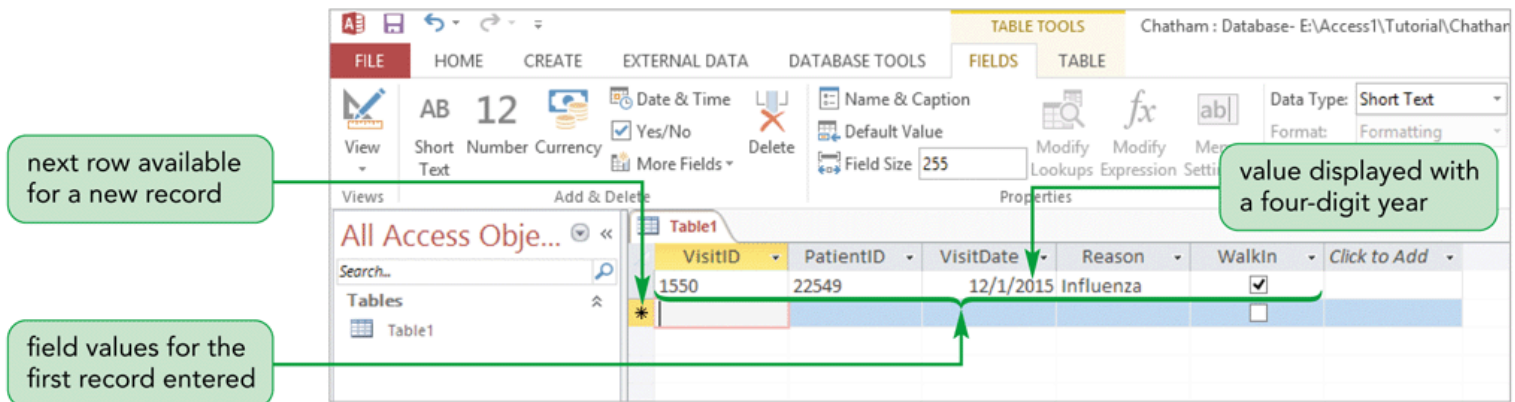 TABLE TOOLS
Chatham : Database- E:\Access1\Tutorial\Chathan
FILE HOME CREATE EXTERNAL DATA DATABASE TOOLS FIELDS TABLE
View
AB Short Text
12 Number
Currency
Date & Time
Yes/No
More Fields
Delete
Name & Caption
Default Value
Field Size 255
Modify Lookups
fx Modify Expression
ab|
Data Type: Short Text
Format: Formatting
Views
Add & Delete
Properties
next row available
for a new record
value displayed with
a four-digit year
All Access Obje... «
Search..
Tables
Table1
Table1
VisitID PatientID VisitDate Reason WalkIn Click to Add
1550 22549 12/1/2015 Influenza
*
field values for the
first record entered